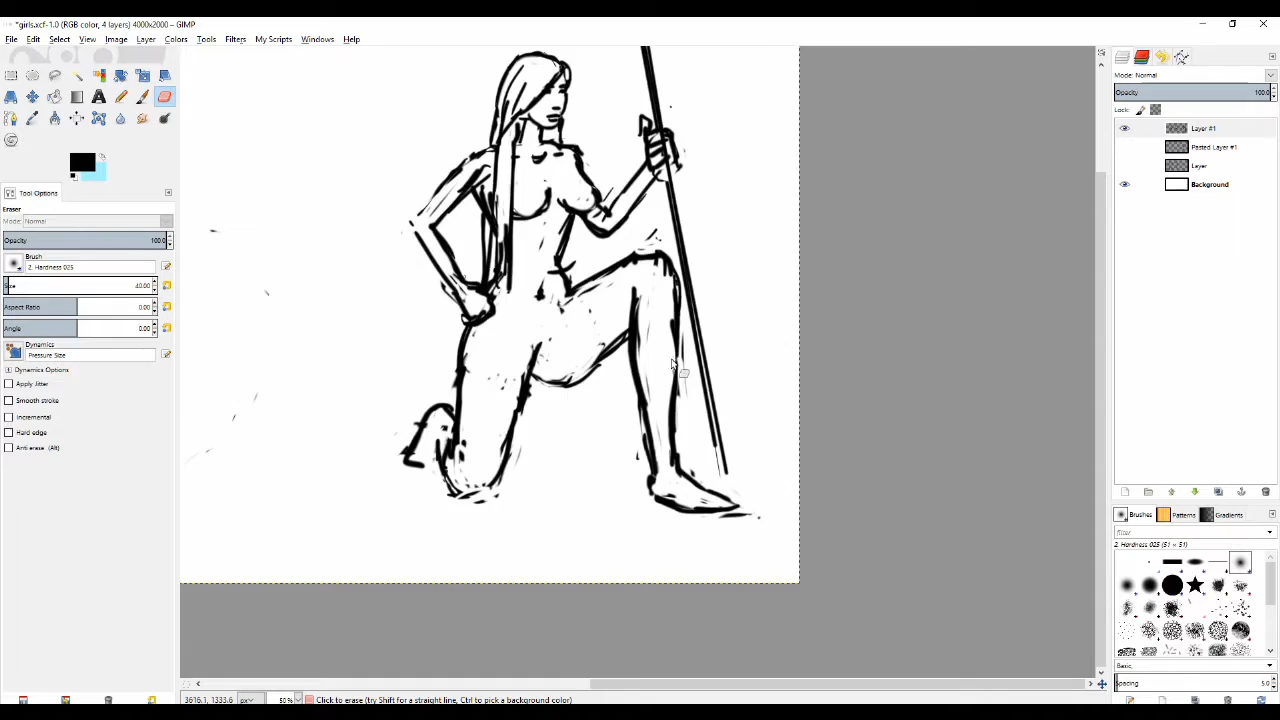 *girls.xcf-1.0 (RGB color, 4 layers) 4000x2000 – GIMP
File Edit Select View Image Layer Colors Tools Filters My Scripts Windows Help
Tool Options
Eraser
Mode: Normal
Opacity 100.0
Brush
2. Hardness 025
Size 40.00
Aspect Ratio 0.00
Angle 0.00
Dynamics
Pressure Size
Dynamics Options
Apply Jitter
Smooth stroke
Incremental
Hard edge
Anti erase (Alt)
3616.1, 1333.6 px 50% Click to erase (try Shift for a straight line, Ctrl to pick a background color)
Mode: Normal
Opacity 100.0
Lock:
Layer #1
Pasted Layer #1
Layer
Background
Brushes Patterns Gradients
filter
2. Hardness 025 (51 × 51)
Basic,
Spacing 5.0